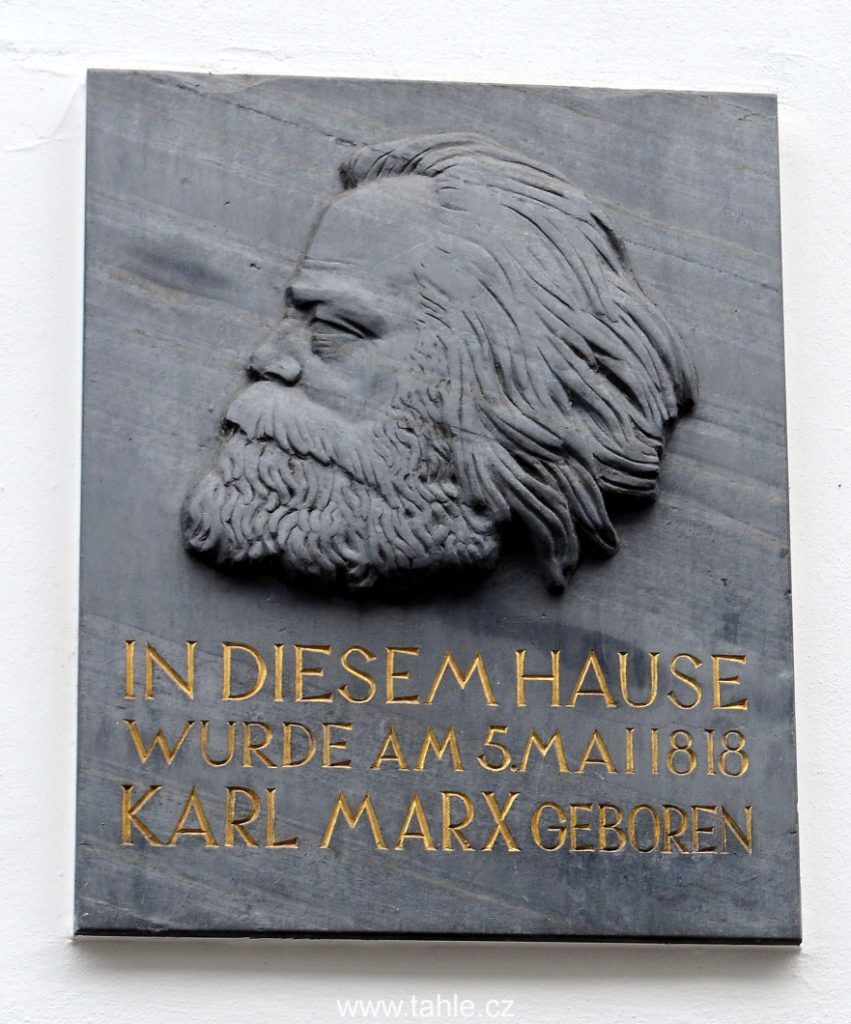 IN DIESEM HAUSE
WURDE AM 5.MAI 1818
KARL MARX GEBOREN
www.tahle.cz